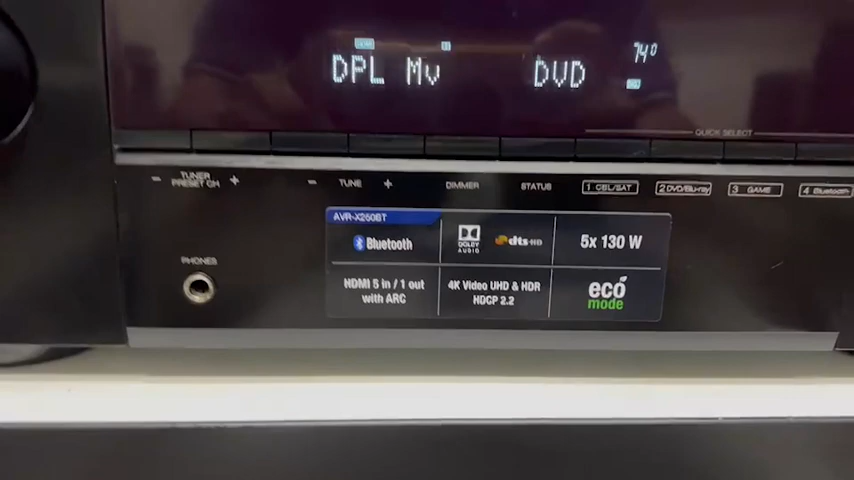 DPL Mv DVD 74°
QUICK SELECT
− TUNER PRESET CH +
− TUNE +
DIMMER
STATUS
1 CBL/SAT
2 DVD/Blu-ray
3 GAME
4 Bluetooth
AVR-X250BT
Bluetooth
DOLBY
AUDIO
dts-HD
5x 130 W
PHONES
HDMI 5 in / 1 out
with ARC
4K Video UHD & HDR
HDCP 2.2
eco
mode